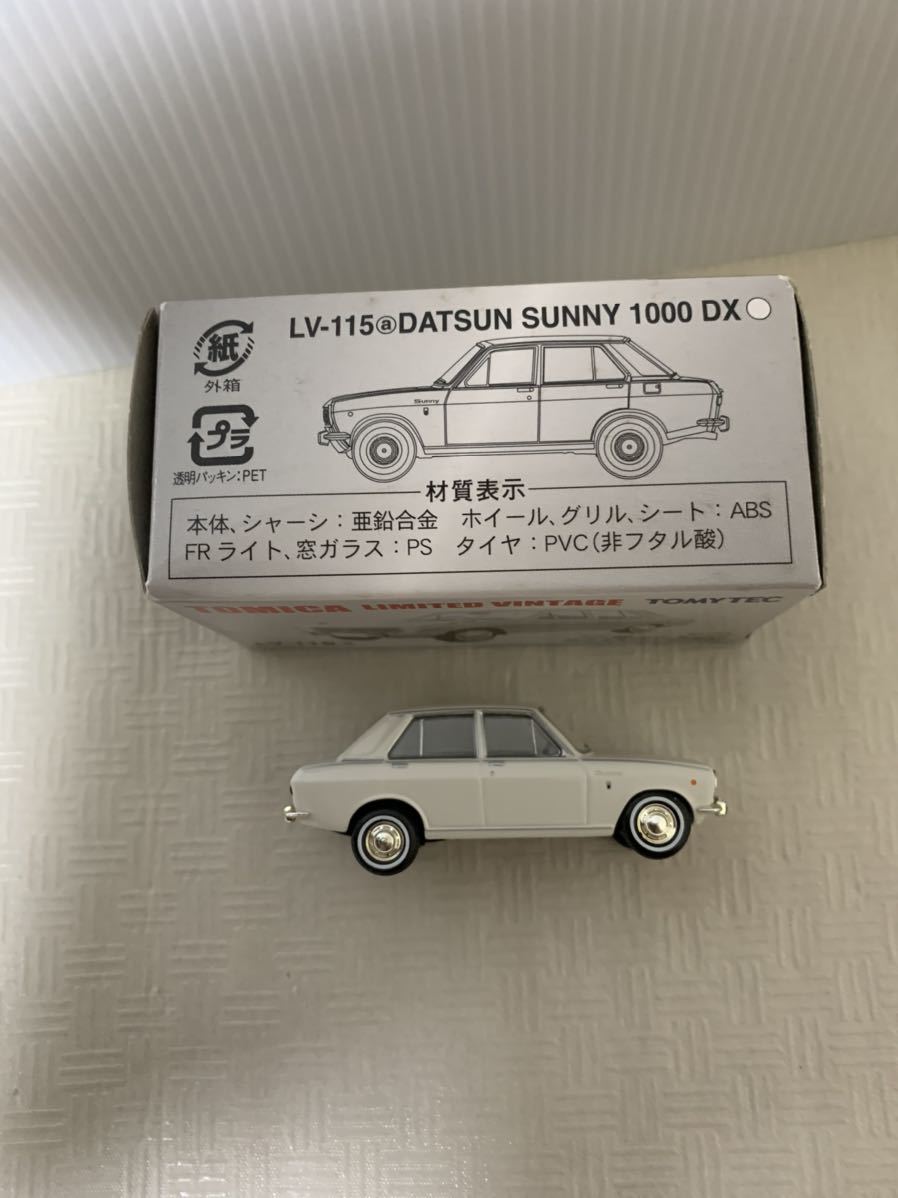 紙
外箱
プラ
透明パッキン:PET
LV-115ⓐDATSUN SUNNY 1000 DX
Sunny
材質表示
本体、シャーシ:亜鉛合金 ホイール、グリル、シート:ABS
FRライト、窓ガラス:PS タイヤ:PVC(非フタル酸)
TOMICA LIMITED VINTAGE TOMYTEC
Sunny